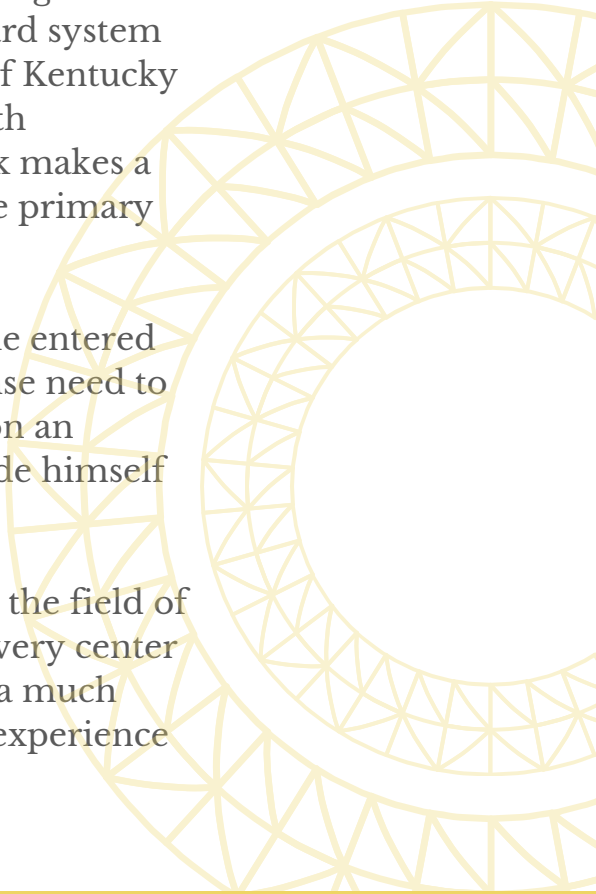 rd system
f Kentucky
th
k makes a
e primary
e entered
se need to
on an
de himself
the field of
very center
a much
experience